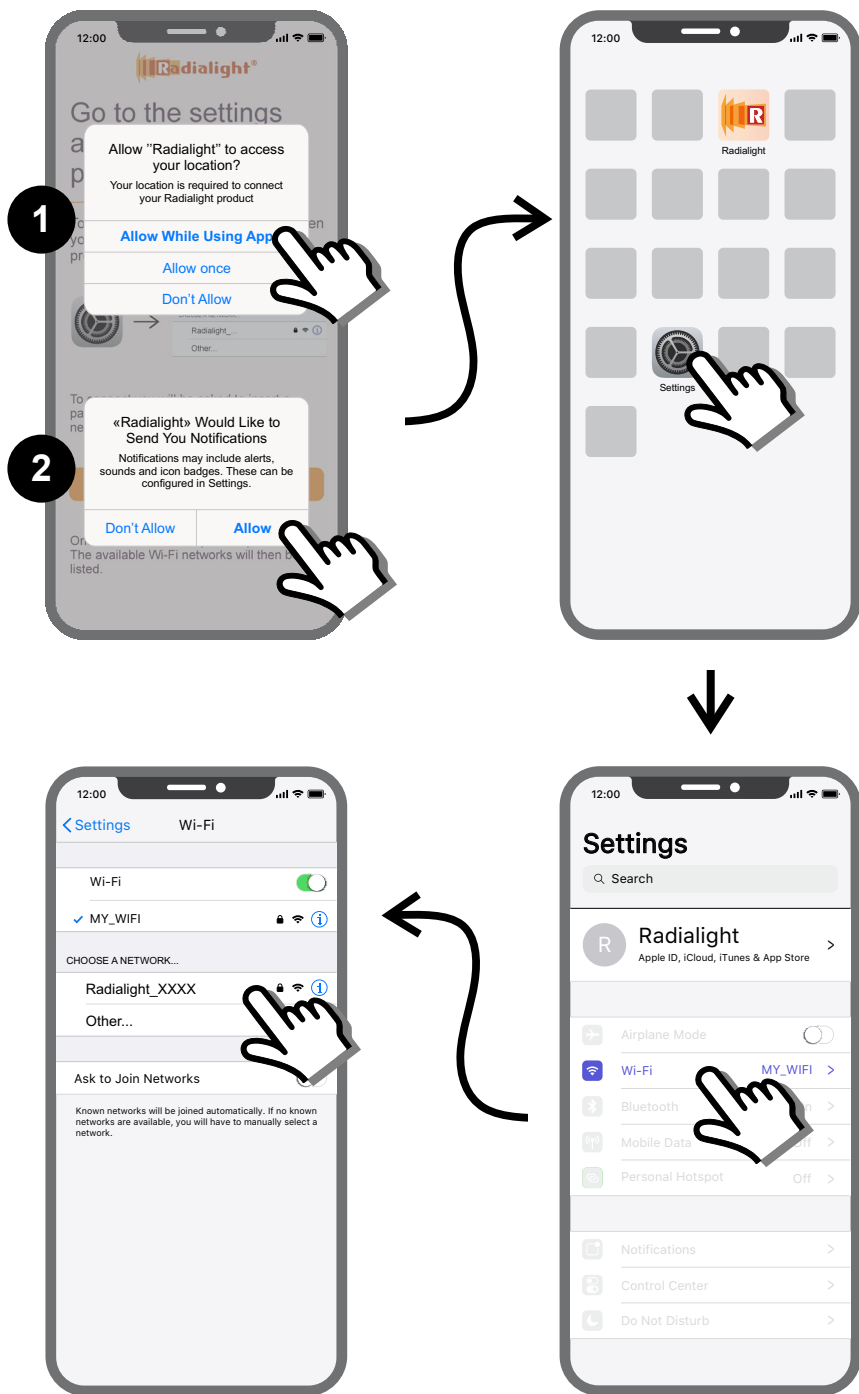 12:00
Radialight®
Go to the settings
a
p
Allow "Radialight" to access
your location?
Your location is required to connect
your Radialight product
1
Allow While Using App
Allow once
Don't Allow
Radialight_...
Other...
2
«Radialight» Would Like to
Send You Notifications
Notifications may include alerts,
sounds and icon badges. These can be
configured in Settings.
Don't Allow
Allow
The available Wi-Fi networks will then b
listed.
12:00
R
Radialight
Settings
12:00
Settings
Search
R
Radialight
Apple ID, iCloud, iTunes & App Store
Airplane Mode
Wi-Fi MY_WIFI
Bluetooth
Mobile Data
Personal Hotspot Off
Notifications
Control Center
Do Not Disturb
12:00
Settings Wi-Fi
Wi-Fi
MY_WIFI
CHOOSE A NETWORK...
Radialight_XXXX
Other...
Ask to Join Networks
Known networks will be joined automatically. If no known
networks are available, you will have to manually select a
network.